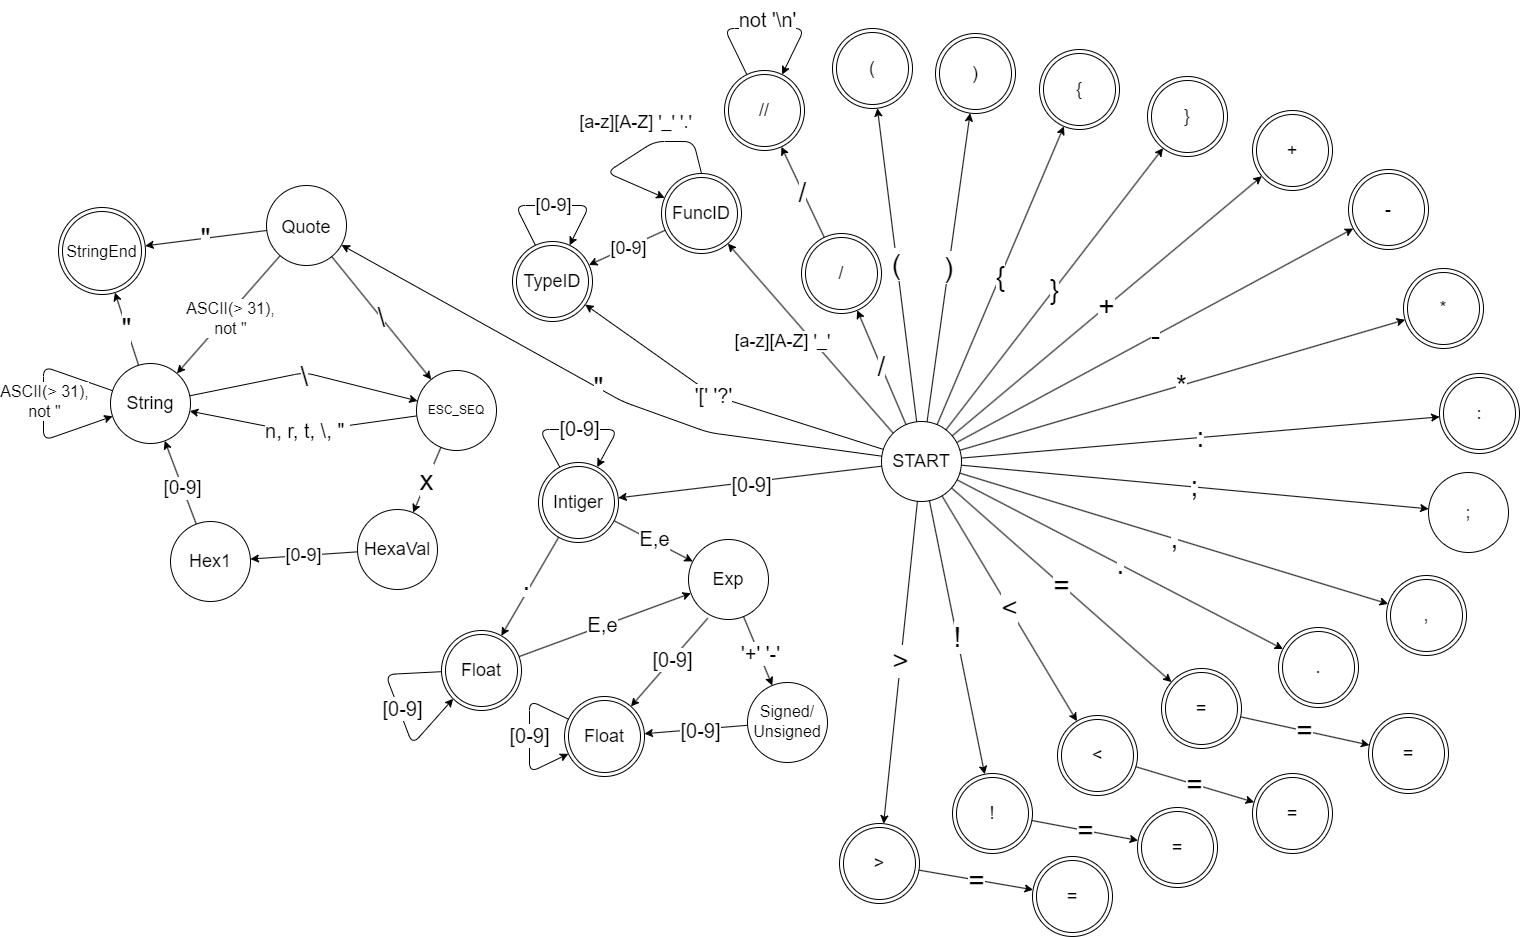 not '\n'
(
)
{
}
+
-
*
:
;
,
.
=
=
<
=
!
=
>
=
//
/
/
/
[a-z][A-Z] '_' '.'
FuncID
[0-9]
[0-9]
TypeID
[a-z][A-Z] '_'
'[' '?'
(
)
{
}
+
-
*
:
;
,
.
=
=
<
=
!
=
>
=
START
"
Quote
"
StringEnd
ASCII(> 31),
not "
\
"
ASCII(> 31),
not "
String
\
n, r, t, \, "
ESC_SEQ
x
HexaVal
[0-9]
Hex1
[0-9]
[0-9]
[0-9]
Intiger
E,e
Exp
.
E,e
Float
[0-9]
[0-9]
'+' '-'
Signed/
Unsigned
[0-9]
Float
[0-9]